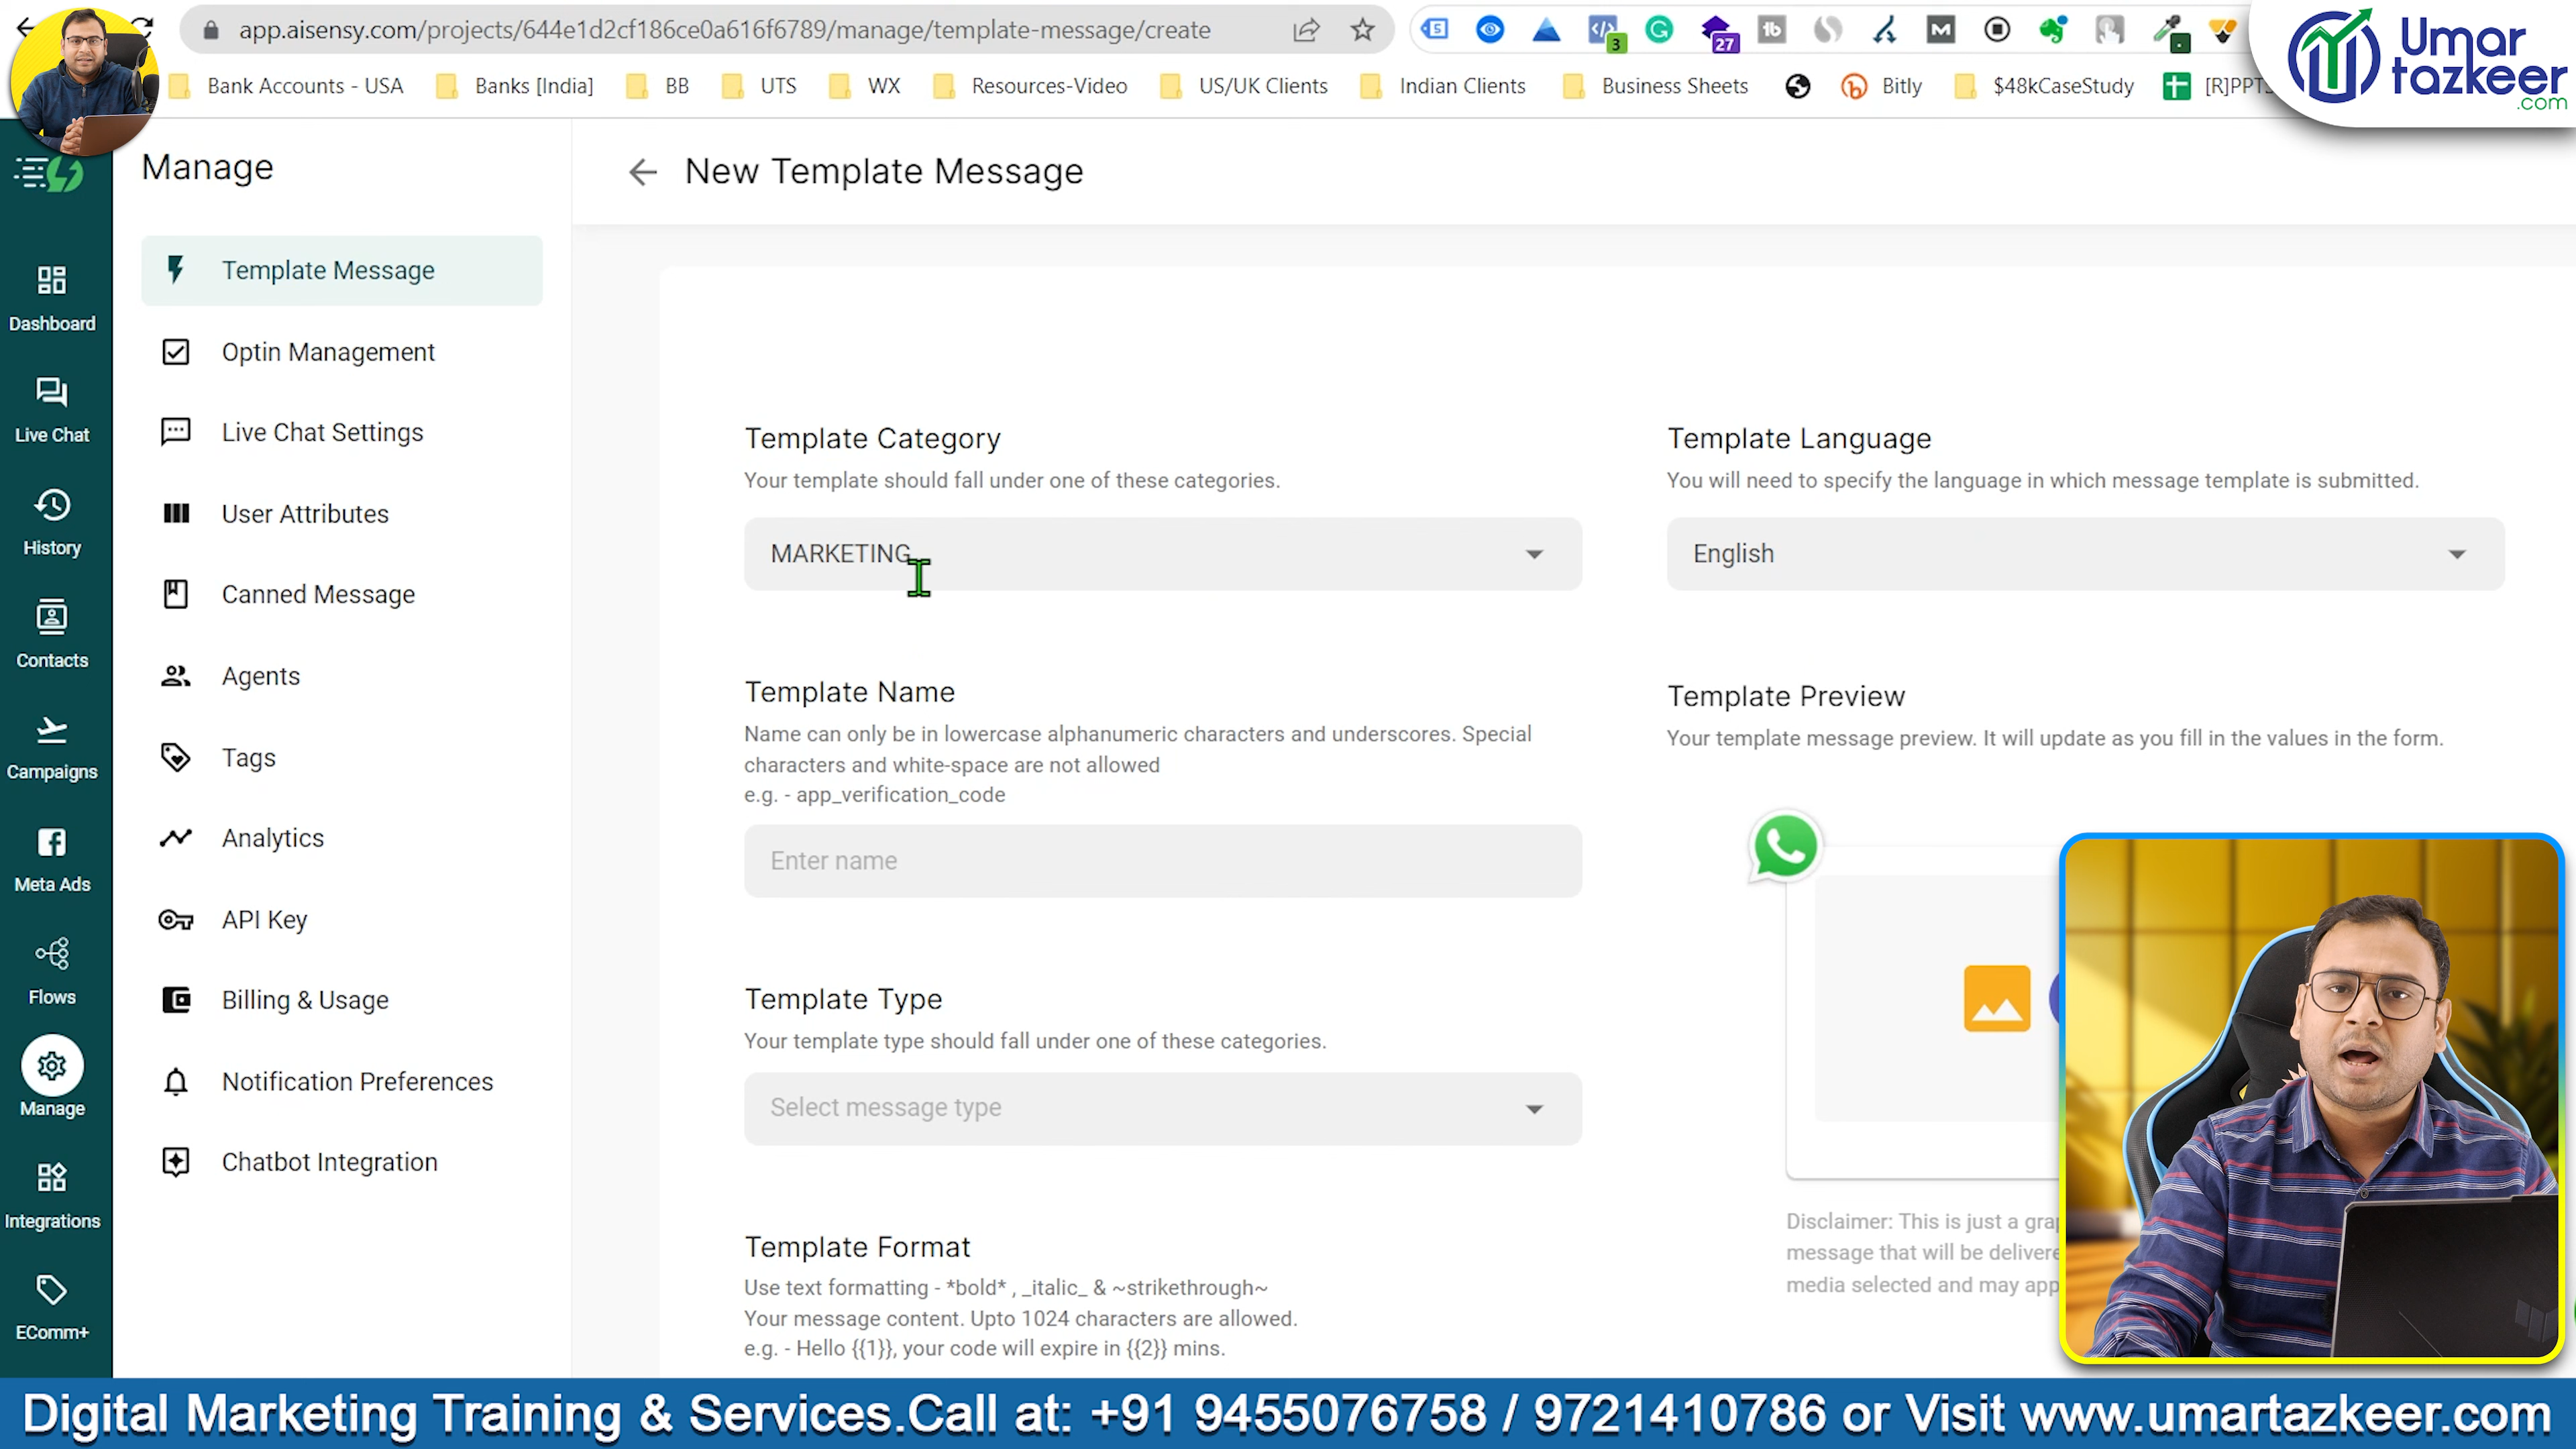 app.aisensy.com/projects/644e1d2cf186ce0a616f6789/manage/template-message/create
3
27
Umar
tazkeer
.com
Bank Accounts - USA
Banks [India]
BB
UTS
WX
Resources-Video
US/UK Clients
Indian Clients
Business Sheets
Bitly
$48kCaseStudy
Manage
New Template Message
Template Message
Optin Management
Live Chat Settings
User Attributes
Canned Message
Agents
Tags
Analytics
API Key
Billing & Usage
Notification Preferences
Chatbot Integration
Dashboard
Live Chat
History
Contacts
Campaigns
Meta Ads
Flows
Manage
Integrations
EComm+
Template Category
Your template should fall under one of these categories.
MARKETING
Template Language
You will need to specify the language in which message template is submitted.
English
Template Name
Name can only be in lowercase alphanumeric characters and underscores. Special
characters and white-space are not allowed
e.g. - app_verification_code
Enter name
Template Preview
Your template message preview. It will update as you fill in the values in the form.
Template Type
Your template type should fall under one of these categories.
Select message type
Template Format
Use text formatting - *bold* , _italic_ & ~strikethrough~
Your message content. Upto 1024 characters are allowed.
e.g. - Hello {{1}}, your code will expire in {{2}} mins.
Disclaimer: This is just a
message that will be
media selected and may
Digital Marketing Training & Services.Call at: +91 9455076758 / 9721410786 or Visit www.umartazkeer.com